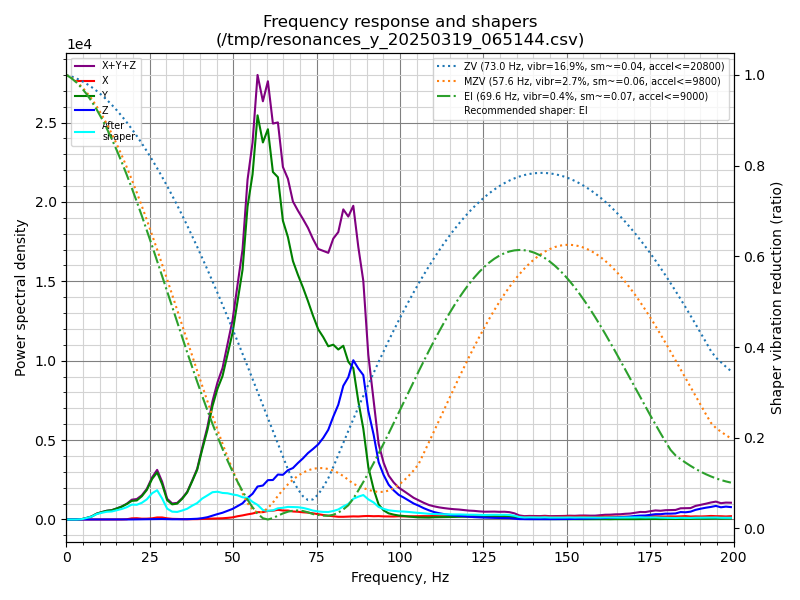 Frequency response and shapers
(/tmp/resonances_y_20250319_065144.csv)
1e4
X+Y+Z
X
Y
Z
After
shaper
ZV (73.0 Hz, vibr=16.9%, sm~=0.04, accel<=20800)
MZV (57.6 Hz, vibr=2.7%, sm~=0.06, accel<=9800)
EI (69.6 Hz, vibr=0.4%, sm~=0.07, accel<=9000)
Recommended shaper: EI
Power spectral density
2.5
2.0
1.5
1.0
0.5
0.0
1.0
0.8
0.6
0.4
0.2
0.0
Shaper vibration reduction (ratio)
0 25 50 75 100 125 150 175 200
Frequency, Hz